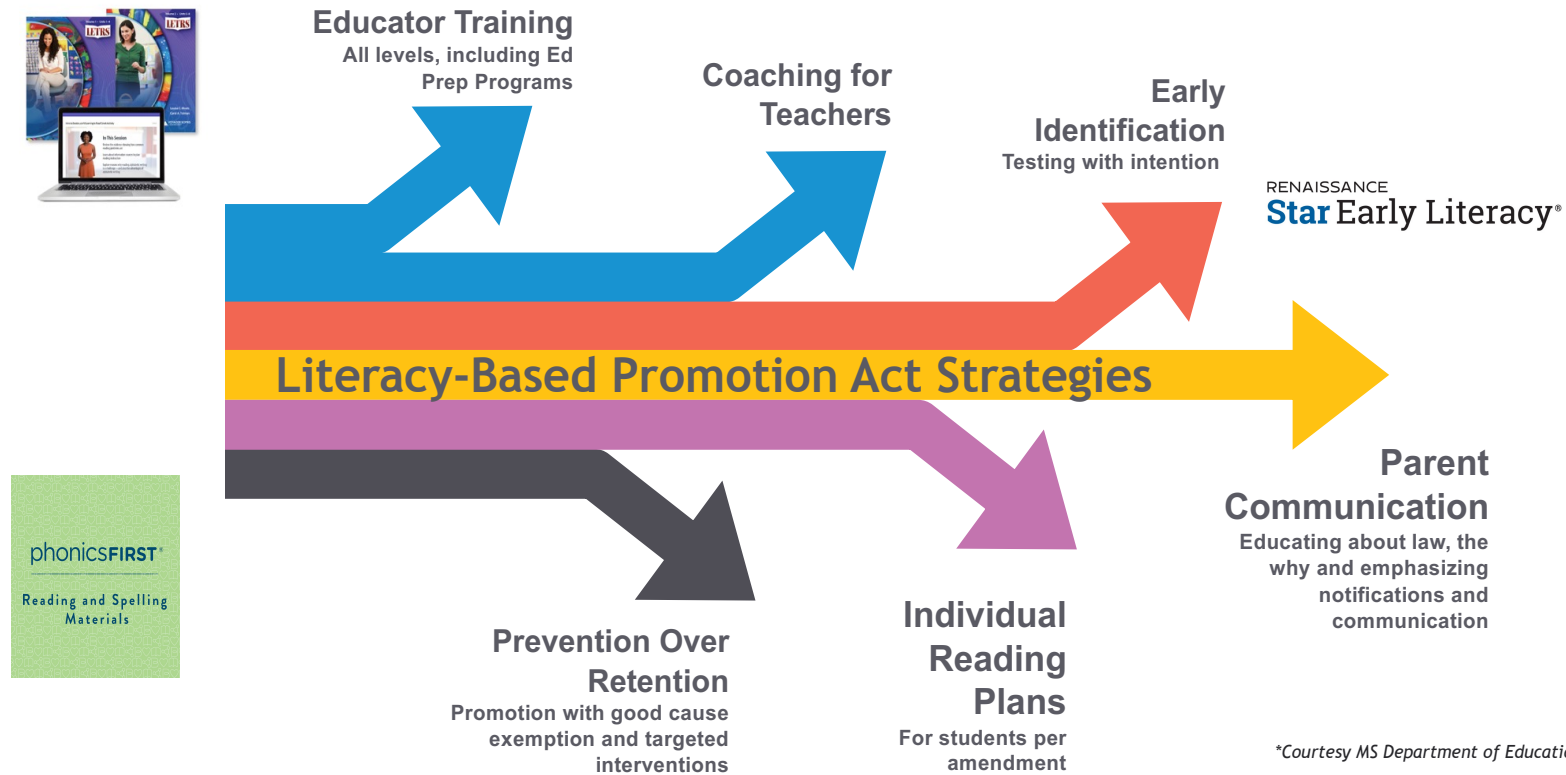 LETRS
LETRS
In This Session
Educator Training
All levels, including Ed
Prep Programs
Coaching for
Teachers
Early
Identification
Testing with intention
RENAISSANCE
Star Early Literacy®
Literacy-Based Promotion Act Strategies
Parent
Communication
Educating about law, the
why and emphasizing
notifications and
communication
phonicsFIRST®
Reading and Spelling
Materials
Prevention Over
Retention
Promotion with good cause
exemption and targeted
interventions
Individual
Reading
Plans
For students per
amendment
*Courtesy MS Department of Educatio